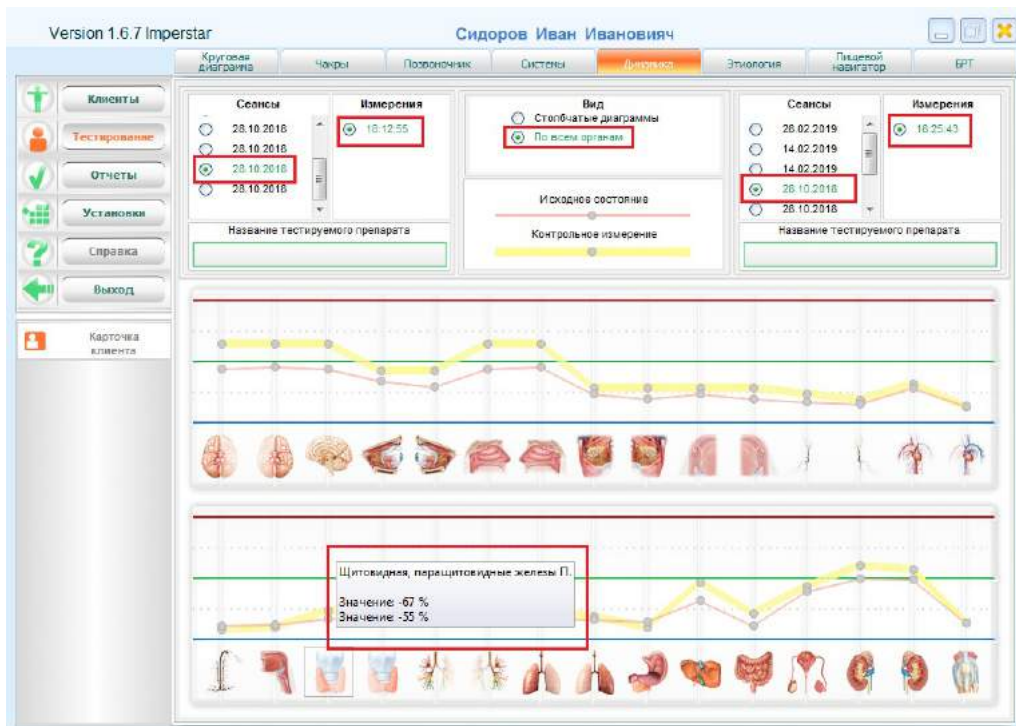 Version 1.6.7 Imperstar
Сидоров Иван Иванович
Круговая диаграмма
Чакры
Позвоночник
Системы
Динамика
Этиология
Пищевой навигатор
БРТ
Клиенты
Тестирование
Отчеты
Установки
Справка
Выход
Карточка клиента
Сеансы
28.10.2018
28.10.2018
28.10.2018
28.10.2018
Измерения
18:12:55
Название тестируемого препарата
Вид
Столбчатые диаграммы
По всем органам
Исходное состояние
Контрольное измерение
Сеансы
28.02.2019
14.02.2019
14.02.2019
28.10.2018
28.10.2018
Измерения
18:25:43
Название тестируемого препарата
Щитовидная, паращитовидные железы П.
Значение: -67 %
Значение: -55 %